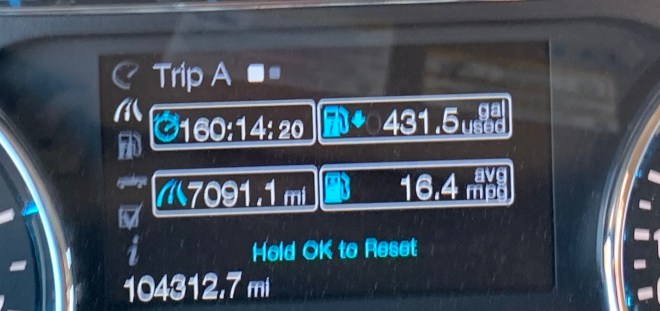 Trip A
160:14:20
431.5 gal used
7091.1 mi
16.4 avg mpg
Hold OK to Reset
104312.7 mi